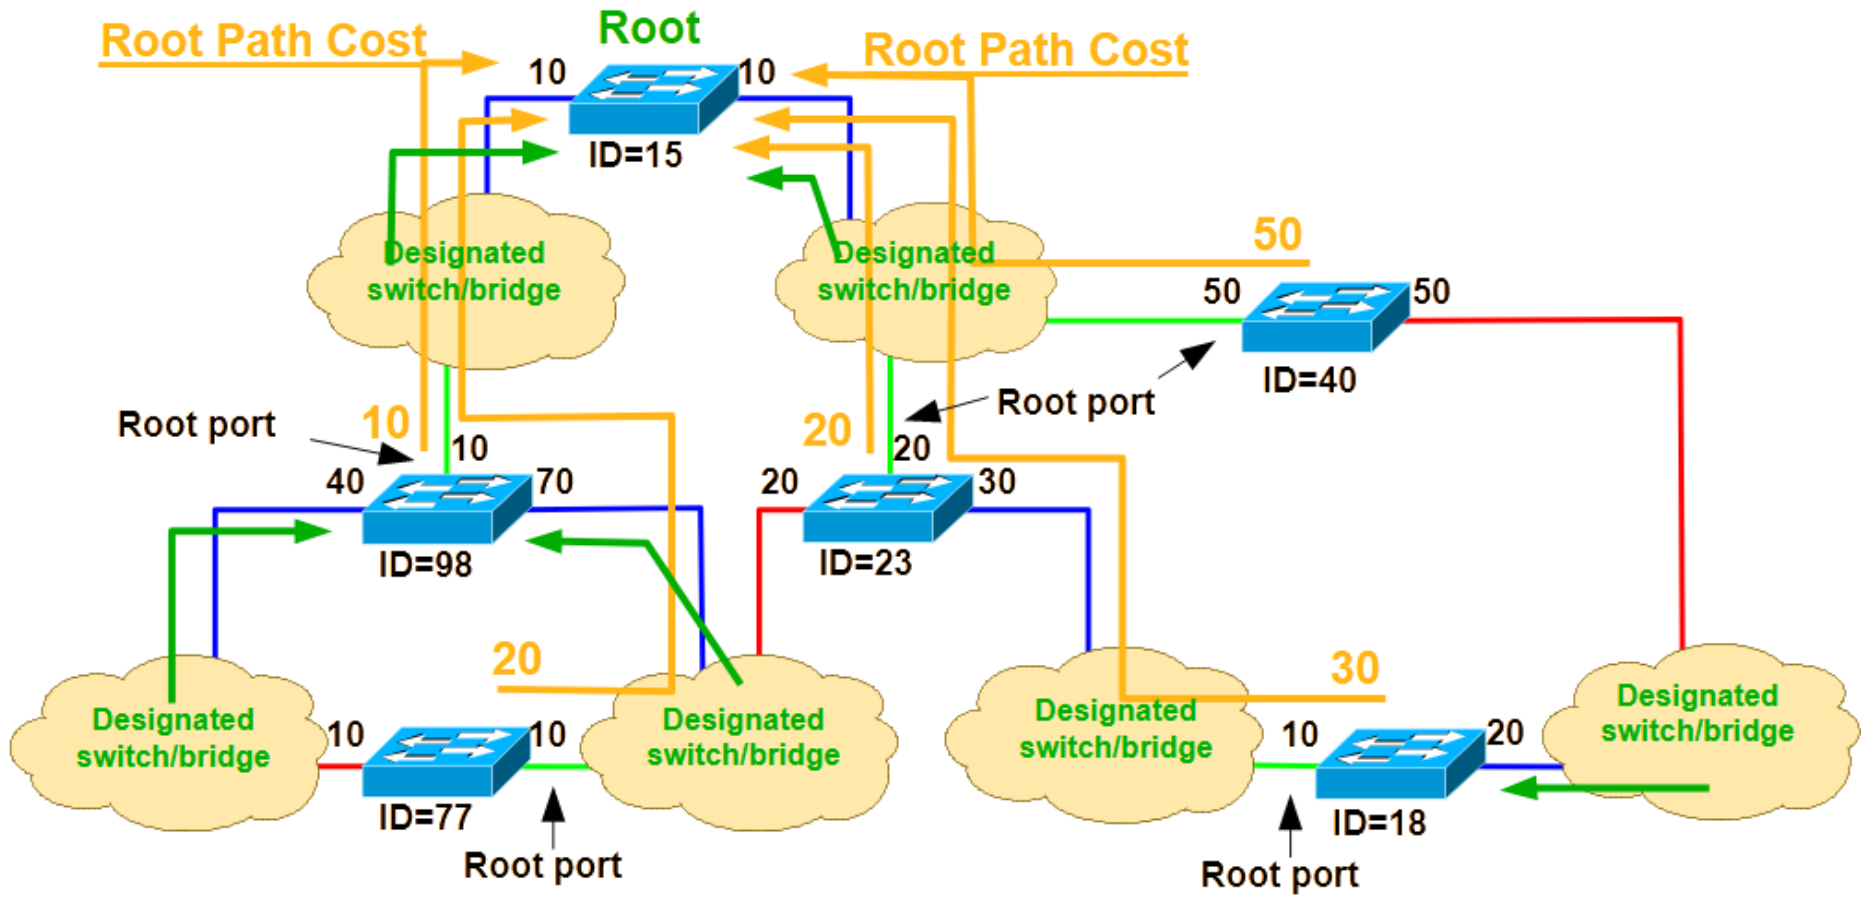 Root Path Cost
Root
Root Path Cost
10
10
ID=15
Designated
switch/bridge
Designated
switch/bridge
50
50
50
ID=40
Root port
Root port
10
10
20
20
40
70
20
30
ID=98
ID=23
20
30
Designated
switch/bridge
10
10
ID=77
Designated
switch/bridge
Designated
switch/bridge
10
20
ID=18
Designated
switch/bridge
Root port
Root port